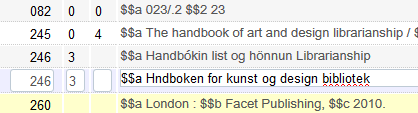 082 0 0 $$a 023/.2 $$2 23
245 0 4 $$a The handbook of art and design librarianship / $
246 3 $$a Handbókin list og hönnun Librarianship
246 3 $$a Hndboken for kunst og design bibliotek
260 $$a London : $$b Facet Publishing, $$c 2010.